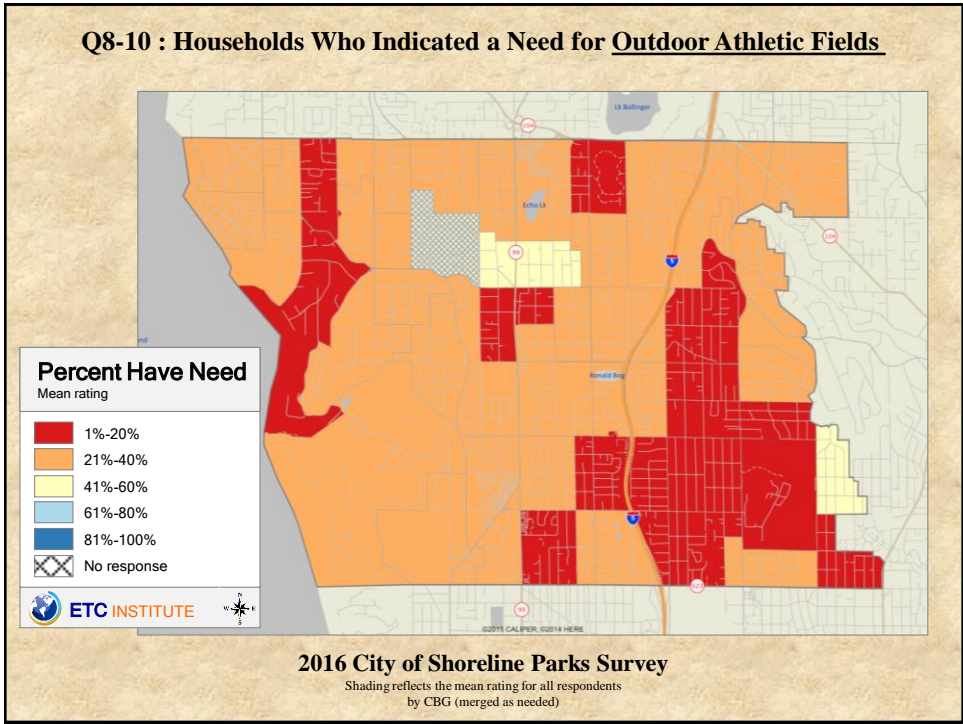 Q8-10 : Households Who Indicated a Need for Outdoor Athletic Fields
Lk Ballinger
104
Echo Lk
99
104
5
nd
Ronald Bog
5
523
99
©2015 CALIPER; ©2014 HERE
Percent Have Need
Mean rating
1%-20%
21%-40%
41%-60%
61%-80%
81%-100%
No response
ETC INSTITUTE
N
W E
S
2016 City of Shoreline Parks Survey
Shading reflects the mean rating for all respondents
by CBG (merged as needed)